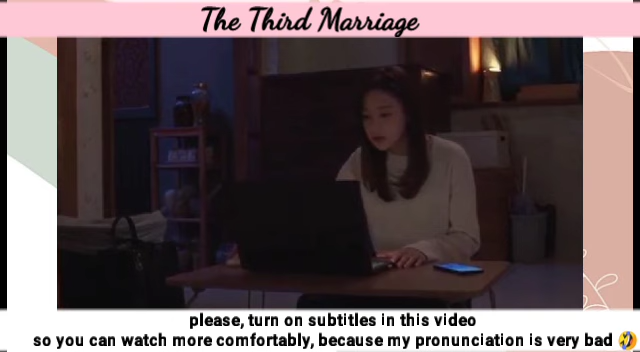 The Third Marriage
please, turn on subtitles in this video
so you can watch more comfortably, because my pronunciation is very bad 🤣